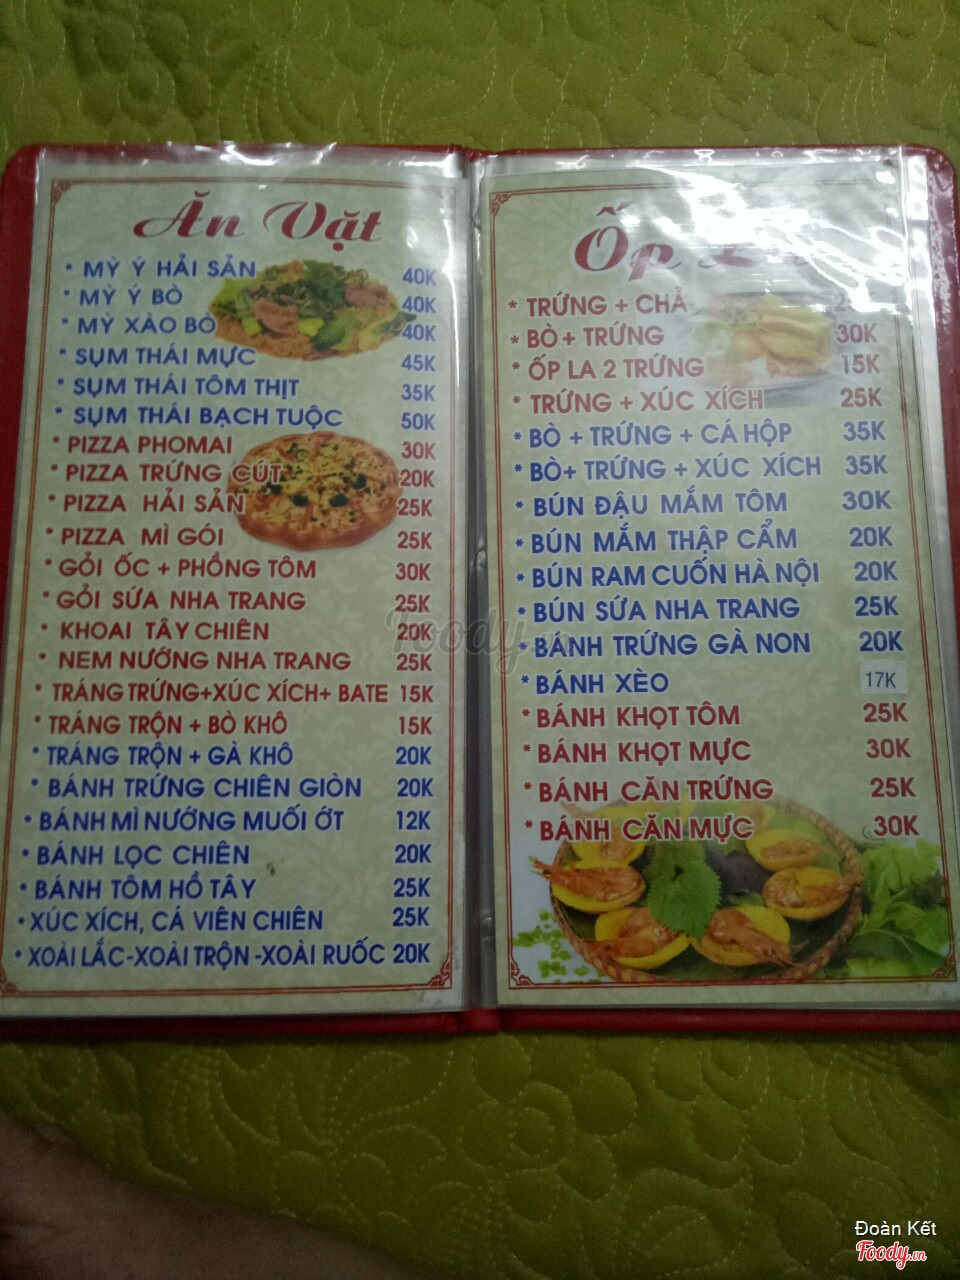 Ăn Vặt
* MỲ Ý HẢI SẢN 40K
* MỲ Ý BÒ 40K
* MỲ XÀO BÒ 40K
* SỤM THÁI MỰC 45K
* SỤM THÁI TÔM THỊT 35K
* SỤM THÁI BẠCH TUỘC 50K
* PIZZA PHOMAI 30K
* PIZZA TRỨNG CÚT 20K
* PIZZA HẢI SẢN 25K
* PIZZA MÌ GÓI 25K
* GỎI ỐC + PHỒNG TÔM 30K
* GỎI SỨA NHA TRANG 25K
* KHOAI TÂY CHIÊN 20K
* NEM NƯỚNG NHA TRANG 25K
* TRÁNG TRỨNG+XÚC XÍCH+ BATE 15K
* TRÁNG TRỘN + BÒ KHÔ 15K
* TRÁNG TRỘN + GÀ KHÔ 20K
* BÁNH TRỨNG CHIÊN GIÒN 20K
* BÁNH MÌ NƯỚNG MUỐI ỚT 12K
* BÁNH LỌC CHIÊN 20K
* BÁNH TÔM HỒ TÂY 25K
* XÚC XÍCH, CÁ VIÊN CHIÊN 25K
* XOÀI LẮC-XOÀI TRỘN -XOÀI RUỐC 20K
Ốp
* TRỨNG + CHẢ
* BÒ + TRỨNG 30K
* ỐP LA 2 TRỨNG 15K
* TRỨNG + XÚC XÍCH 25K
* BÒ + TRỨNG + CÁ HỘP 35K
* BÒ+ TRỨNG + XÚC XÍCH 35K
* BÚN ĐẬU MẮM TÔM 30K
* BÚN MẮM THẬP CẨM 20K
* BÚN RAM CUỐN HÀ NỘI 20K
* BÚN SỨA NHA TRANG 25K
* BÁNH TRỨNG GÀ NON 20K
* BÁNH XÈO 17K
* BÁNH KHỌT TÔM 25K
* BÁNH KHỌT MỰC 30K
* BÁNH CĂN TRỨNG 25K
* BÁNH CĂN MỰC 30K
Foody
Đoàn Kết
Foody.vn